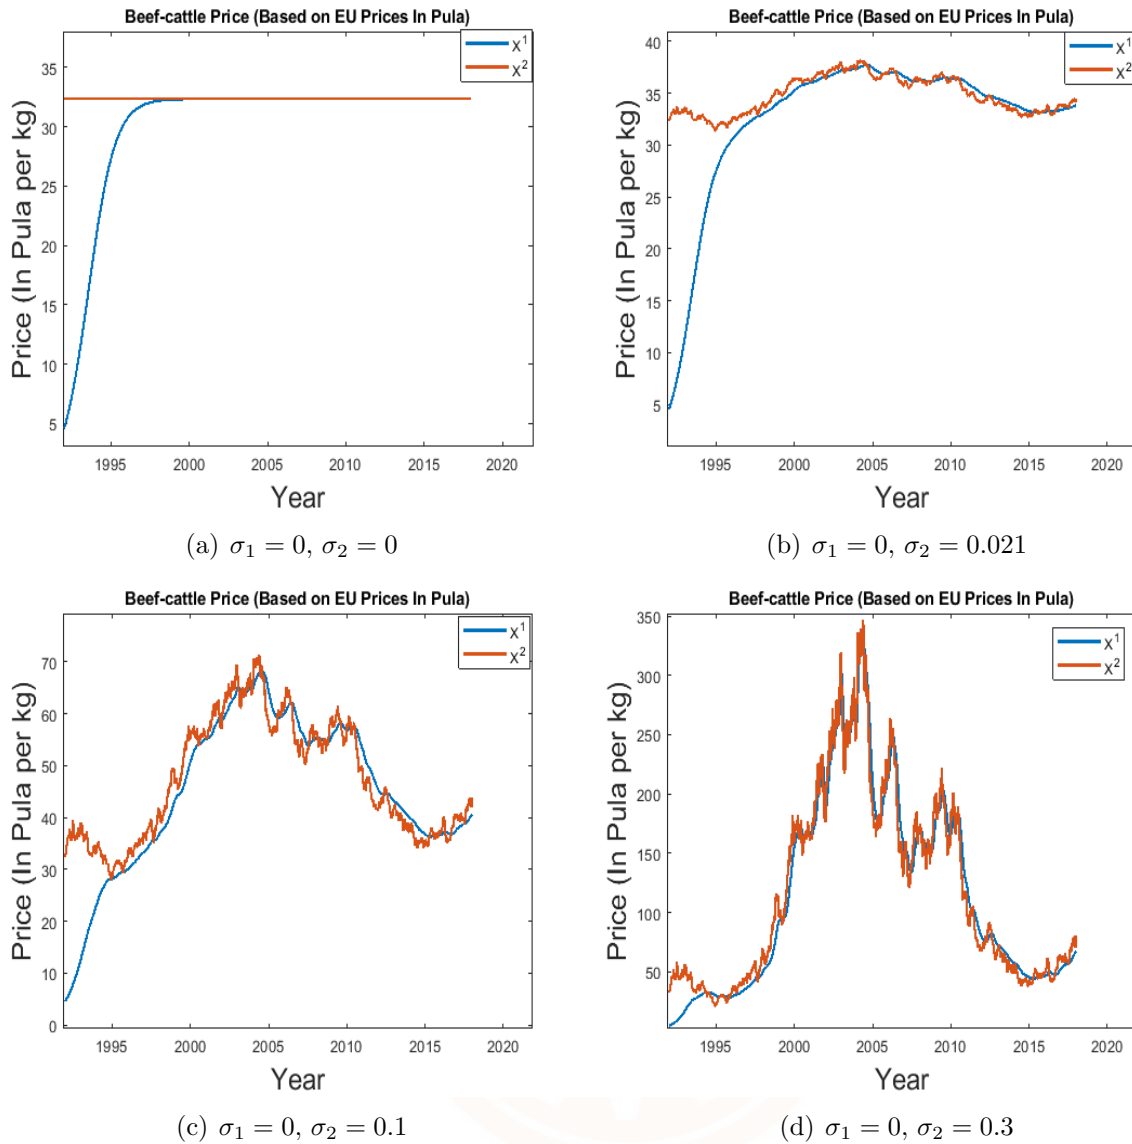 Beef-cattle Price (Based on EU Prices In Pula)
Price (In Pula per kg)
35
30
25
20
15
10
5
1995 2000 2005 2010 2015 2020
Year
X¹
X²
(a) σ₁ = 0, σ₂ = 0
Beef-cattle Price (Based on EU Prices In Pula)
Price (In Pula per kg)
40
35
30
25
20
15
10
5
1995 2000 2005 2010 2015 2020
Year
X¹
X²
(b) σ₁ = 0, σ₂ = 0.021
Beef-cattle Price (Based on EU Prices In Pula)
Price (In Pula per kg)
70
60
50
40
30
20
10
0
1995 2000 2005 2010 2015 2020
Year
X¹
X²
(c) σ₁ = 0, σ₂ = 0.1
Beef-cattle Price (Based on EU Prices In Pula)
Price (In Pula per kg)
350
300
250
200
150
100
50
1995 2000 2005 2010 2015 2020
Year
X¹
X²
(d) σ₁ = 0, σ₂ = 0.3